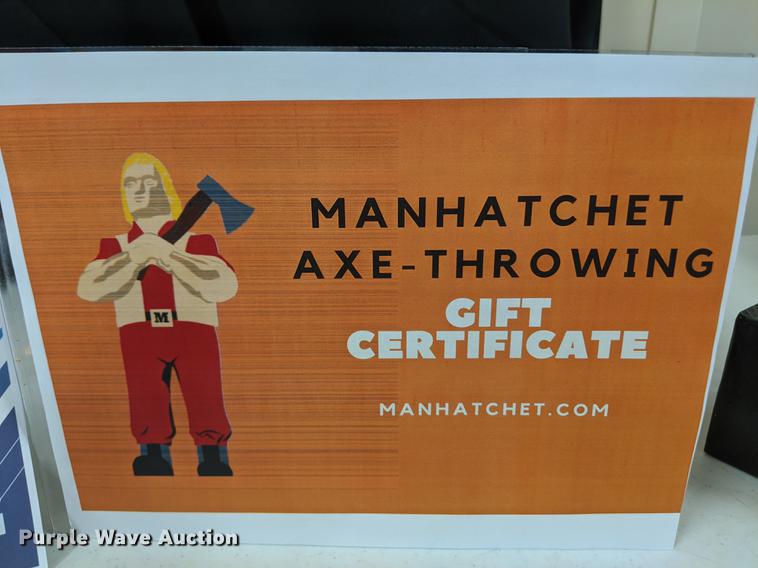 MANHATCHET
AXE-THROWING
GIFT
CERTIFICATE
MANHATCHET.COM
M
Purple Wave Auction